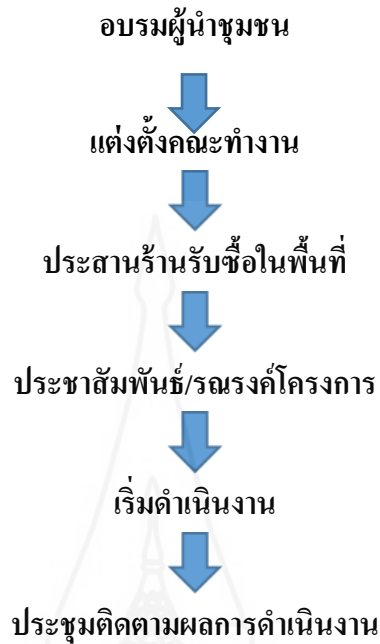 อบรมผู้นำชุมชน
แต่งตั้งคณะทำงาน
ประสานร้านรับซื้อในพื้นที่
ประชาสัมพันธ์/รณรงค์โครงการ
เริ่มดำเนินงาน
ประชุมติดตามผลการดำเนินงาน